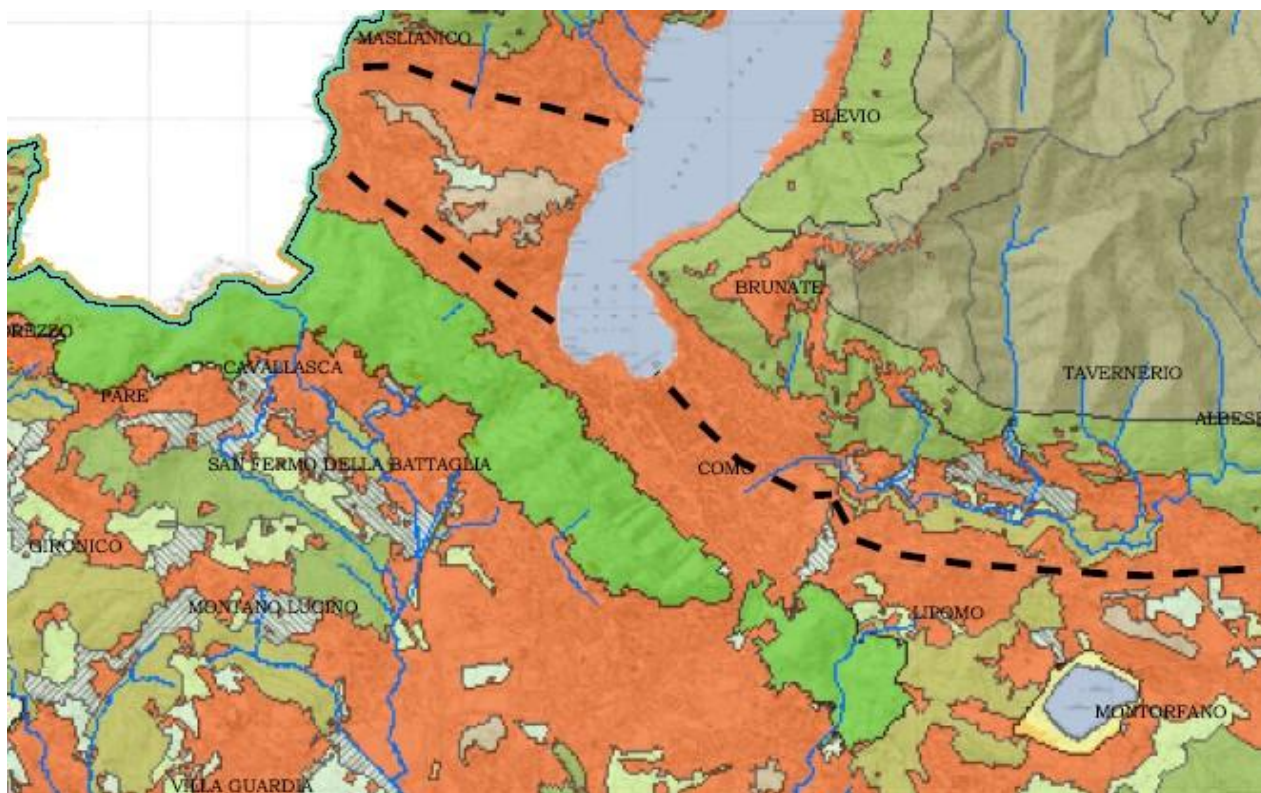 MASLIANICO
BLEVIO
BRUNATE
CAVALLASCA
TAVERNERIO
PARE
SAN FERMO DELLA BATTAGLIA
COMO
GIRONICO
MONTANO LUCINO
LIPOMO
MONTORFANO
VILLA GUARDIA